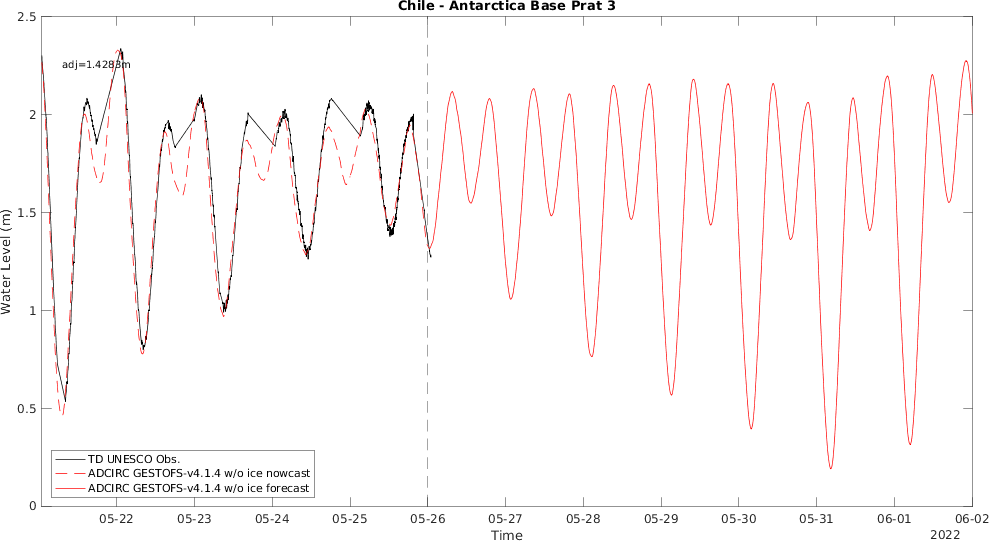 Chile - Antarctica Base Prat 3
2.5
adj=1.4283m
2
1.5
1
0.5
0
Water Level (m)
TD UNESCO Obs.
ADCIRC GESTOFS-v4.1.4 w/o ice nowcast
ADCIRC GESTOFS-v4.1.4 w/o ice forecast
05-22 05-23 05-24 05-25 05-26 05-27 05-28 05-29 05-30 05-31 06-01 06-02
Time
2022